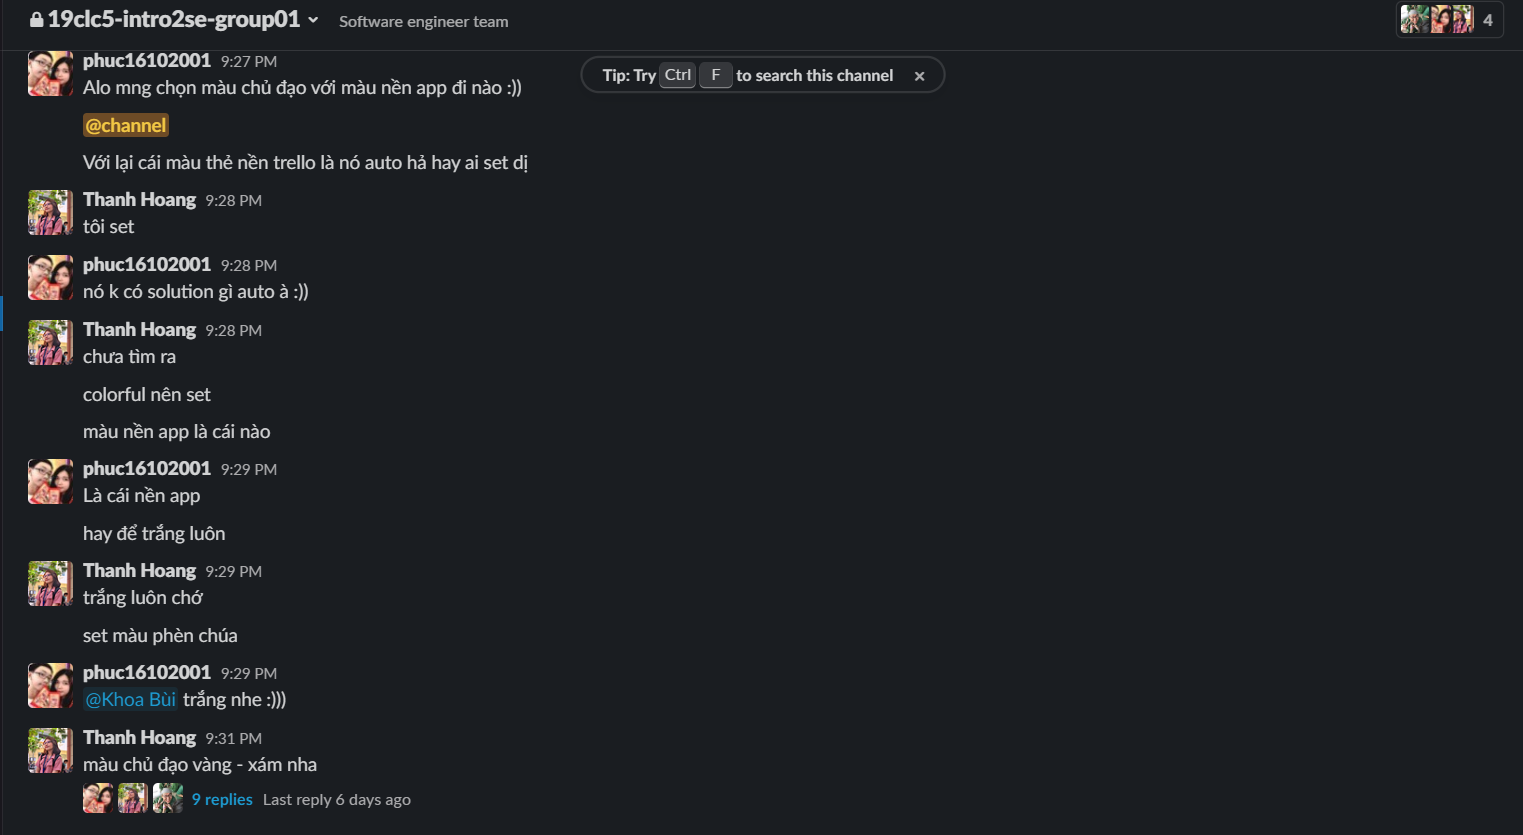 19clc5-intro2se-group01 Software engineer team 4
phuc16102001 9:27 PM
Tip: Try Ctrl F to search this channel ×
Alo mng chọn màu chủ đạo với màu nền app đi nào :))
@channel
Với lại cái màu thẻ nền trello là nó auto hả hay ai set dị
Thanh Hoang 9:28 PM
tôi set
phuc16102001 9:28 PM
nó k có solution gì auto à :))
Thanh Hoang 9:28 PM
chưa tìm ra
colorful nên set
màu nền app là cái nào
phuc16102001 9:29 PM
Là cái nền app
hay để trắng luôn
Thanh Hoang 9:29 PM
trắng luôn chớ
set màu phèn chúa
phuc16102001 9:29 PM
@Khoa Bùi trắng nhe :)))
Thanh Hoang 9:31 PM
màu chủ đạo vàng - xám nha
9 replies Last reply 6 days ago